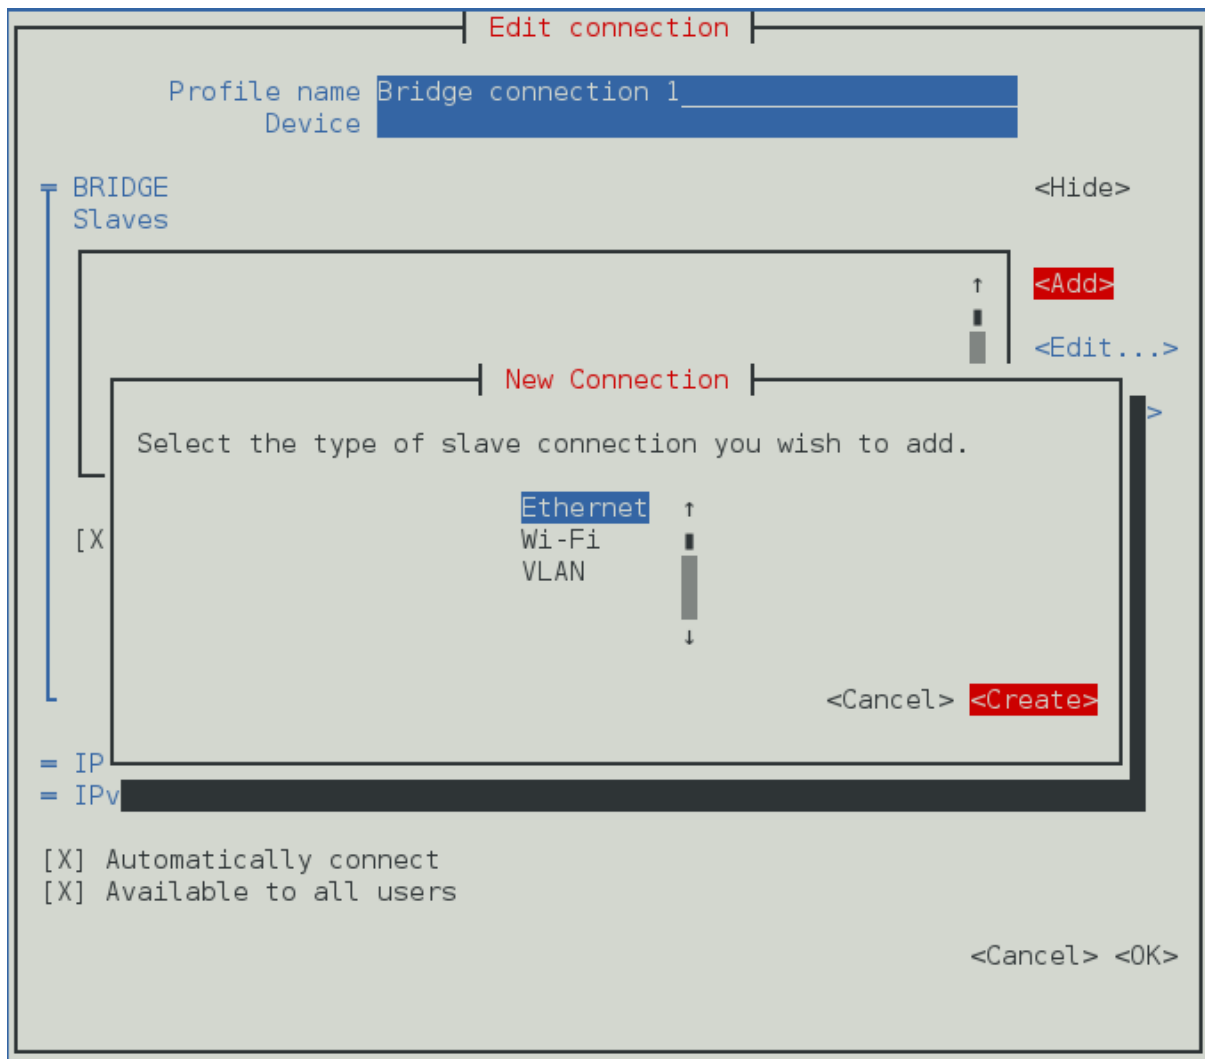 Edit connection
Profile name Bridge connection 1
Device
BRIDGE <Hide>
Slaves
↑ <Add>
<Edit...>
New Connection
>
Select the type of slave connection you wish to add.
Ethernet ↑
[X Wi-Fi
VLAN
↓
<Cancel> <Create>
= IP
= IPv
[X] Automatically connect
[X] Available to all users
<Cancel> <OK>